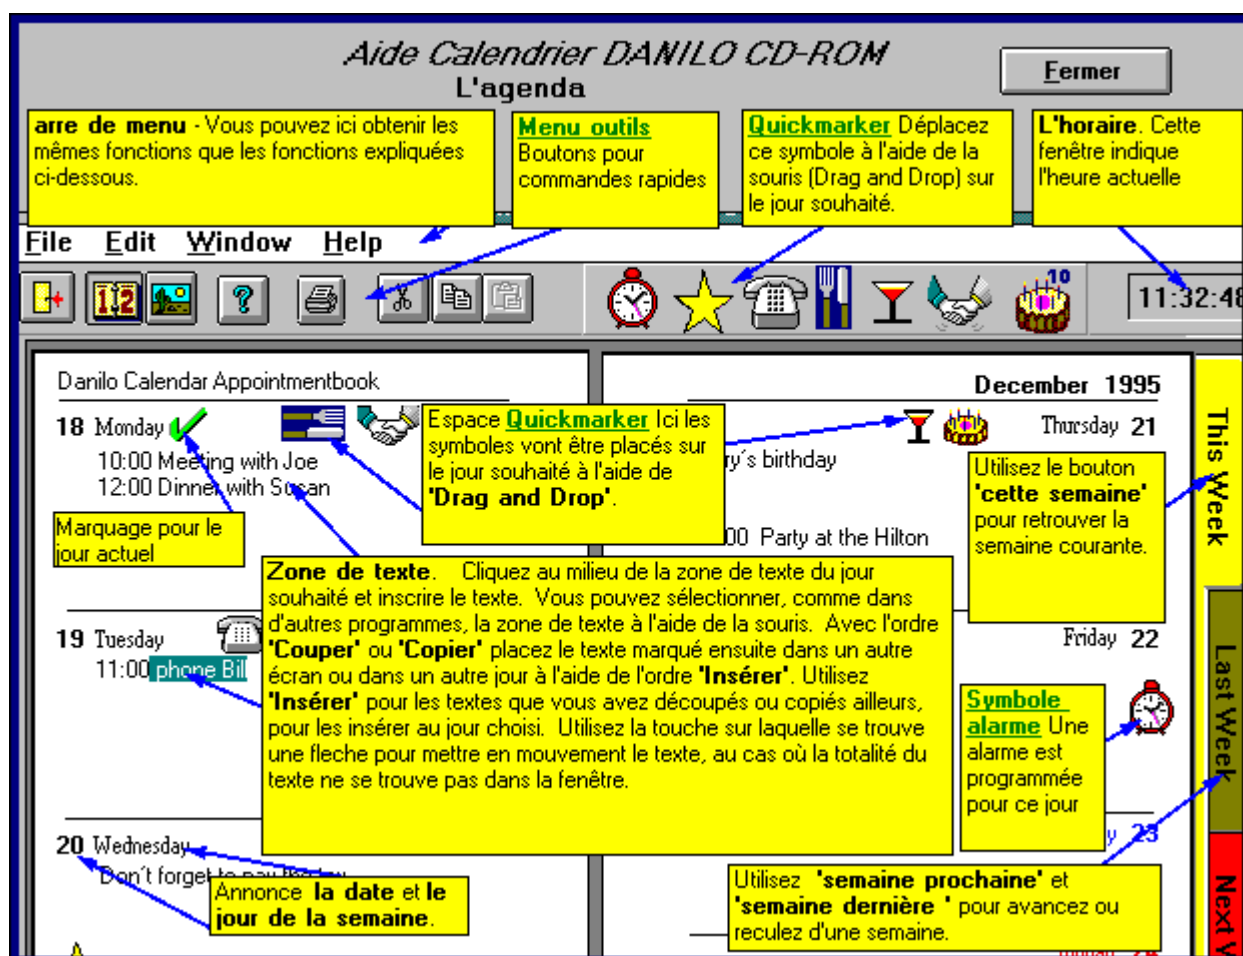 Aide Calendrier DANILO CD-ROM
L'agenda
Fermer
arre de menu - Vous pouvez ici obtenir les
mêmes fonctions que les fonctions expliquées
ci-dessous.
Menu outils
Boutons pour
commandes rapides
Quickmarker Déplacez
ce symbole à l'aide de la
souris (Drag and Drop) sur
le jour souhaité.
L'horaire. Cette
fenêtre indique
l'heure actuelle
File Edit Window Help
10
11:32:48
Danilo Calendar Appointmentbook
18 Monday
10:00 Meeting with Joe
12:00 Dinner with Susan
Marquage pour le
jour actuel
Espace Quickmarker Ici les
symboles vont être placés sur
le jour souhaité à l'aide de
'Drag and Drop'.
December 1995
Thursday 21
ry's birthday
00 Party at the Hilton
Utilisez le bouton
'cette semaine'
pour retrouver la
semaine courante.
This Week
Zone de texte. Cliquez au milieu de la zone de texte du jour
souhaité et inscrire le texte. Vous pouvez sélectionner, comme dans
d'autres programmes, la zone de texte à l'aide de la souris. Avec l'ordre
'Couper' ou 'Copier' placez le texte marqué ensuite dans un autre
écran ou dans un autre jour à l'aide de l'ordre 'Insérer'. Utilisez
'Insérer' pour les textes que vous avez découpés ou copiés ailleurs,
pour les insérer au jour choisi. Utilisez la touche sur laquelle se trouve
une fleche pour mettre en mouvement le texte, au cas où la totalité du
texte ne se trouve pas dans la fenêtre.
19 Tuesday
11:00 phone Bill
Friday 22
Symbole
alarme Une
alarme est
programmée
pour ce jour
Last Week
20 Wednesday
Don't forget to pay the
Annonce la date et le
jour de la semaine.
y 23
Utilisez 'semaine prochaine' et
'semaine dernière ' pour avancez ou
reculez d'une semaine.
Next W
24